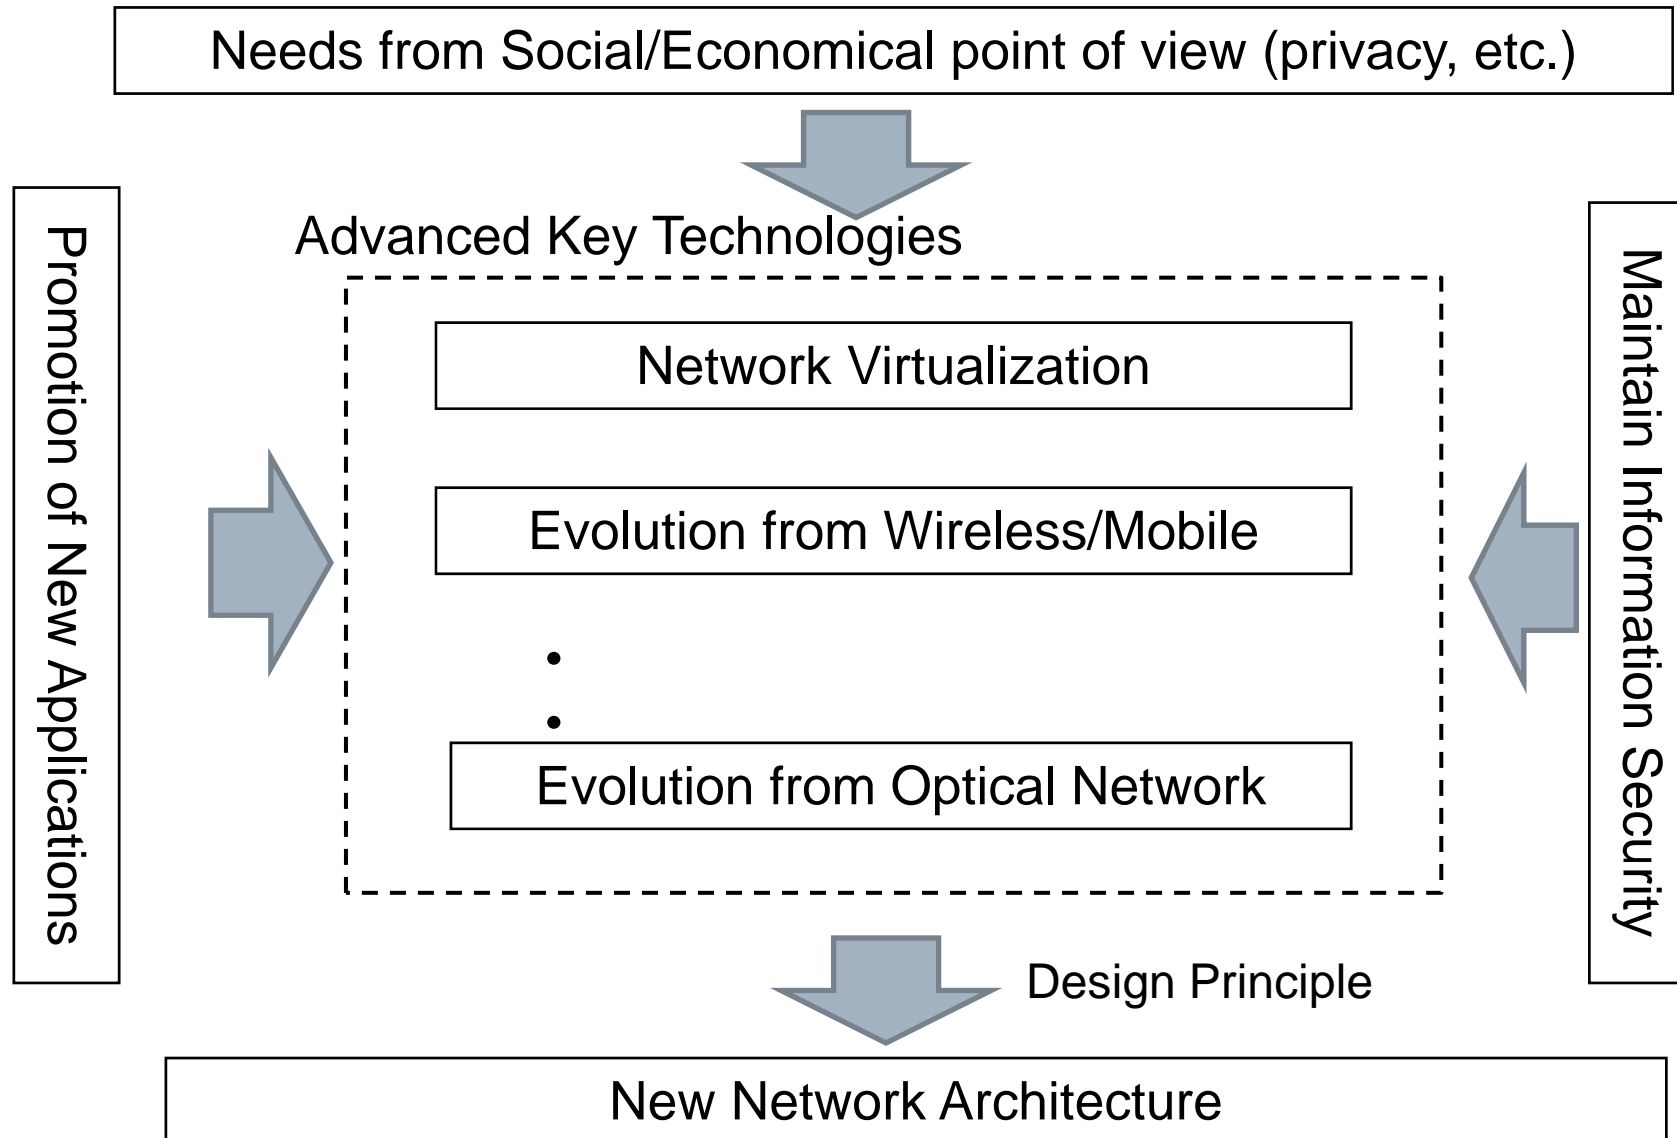 Needs from Social/Economical point of view (privacy, etc.)
Promotion of New Applications
Advanced Key Technologies
Network Virtualization
Evolution from Wireless/Mobile
•
•
Evolution from Optical Network
Maintain Information Security
Design Principle
New Network Architecture